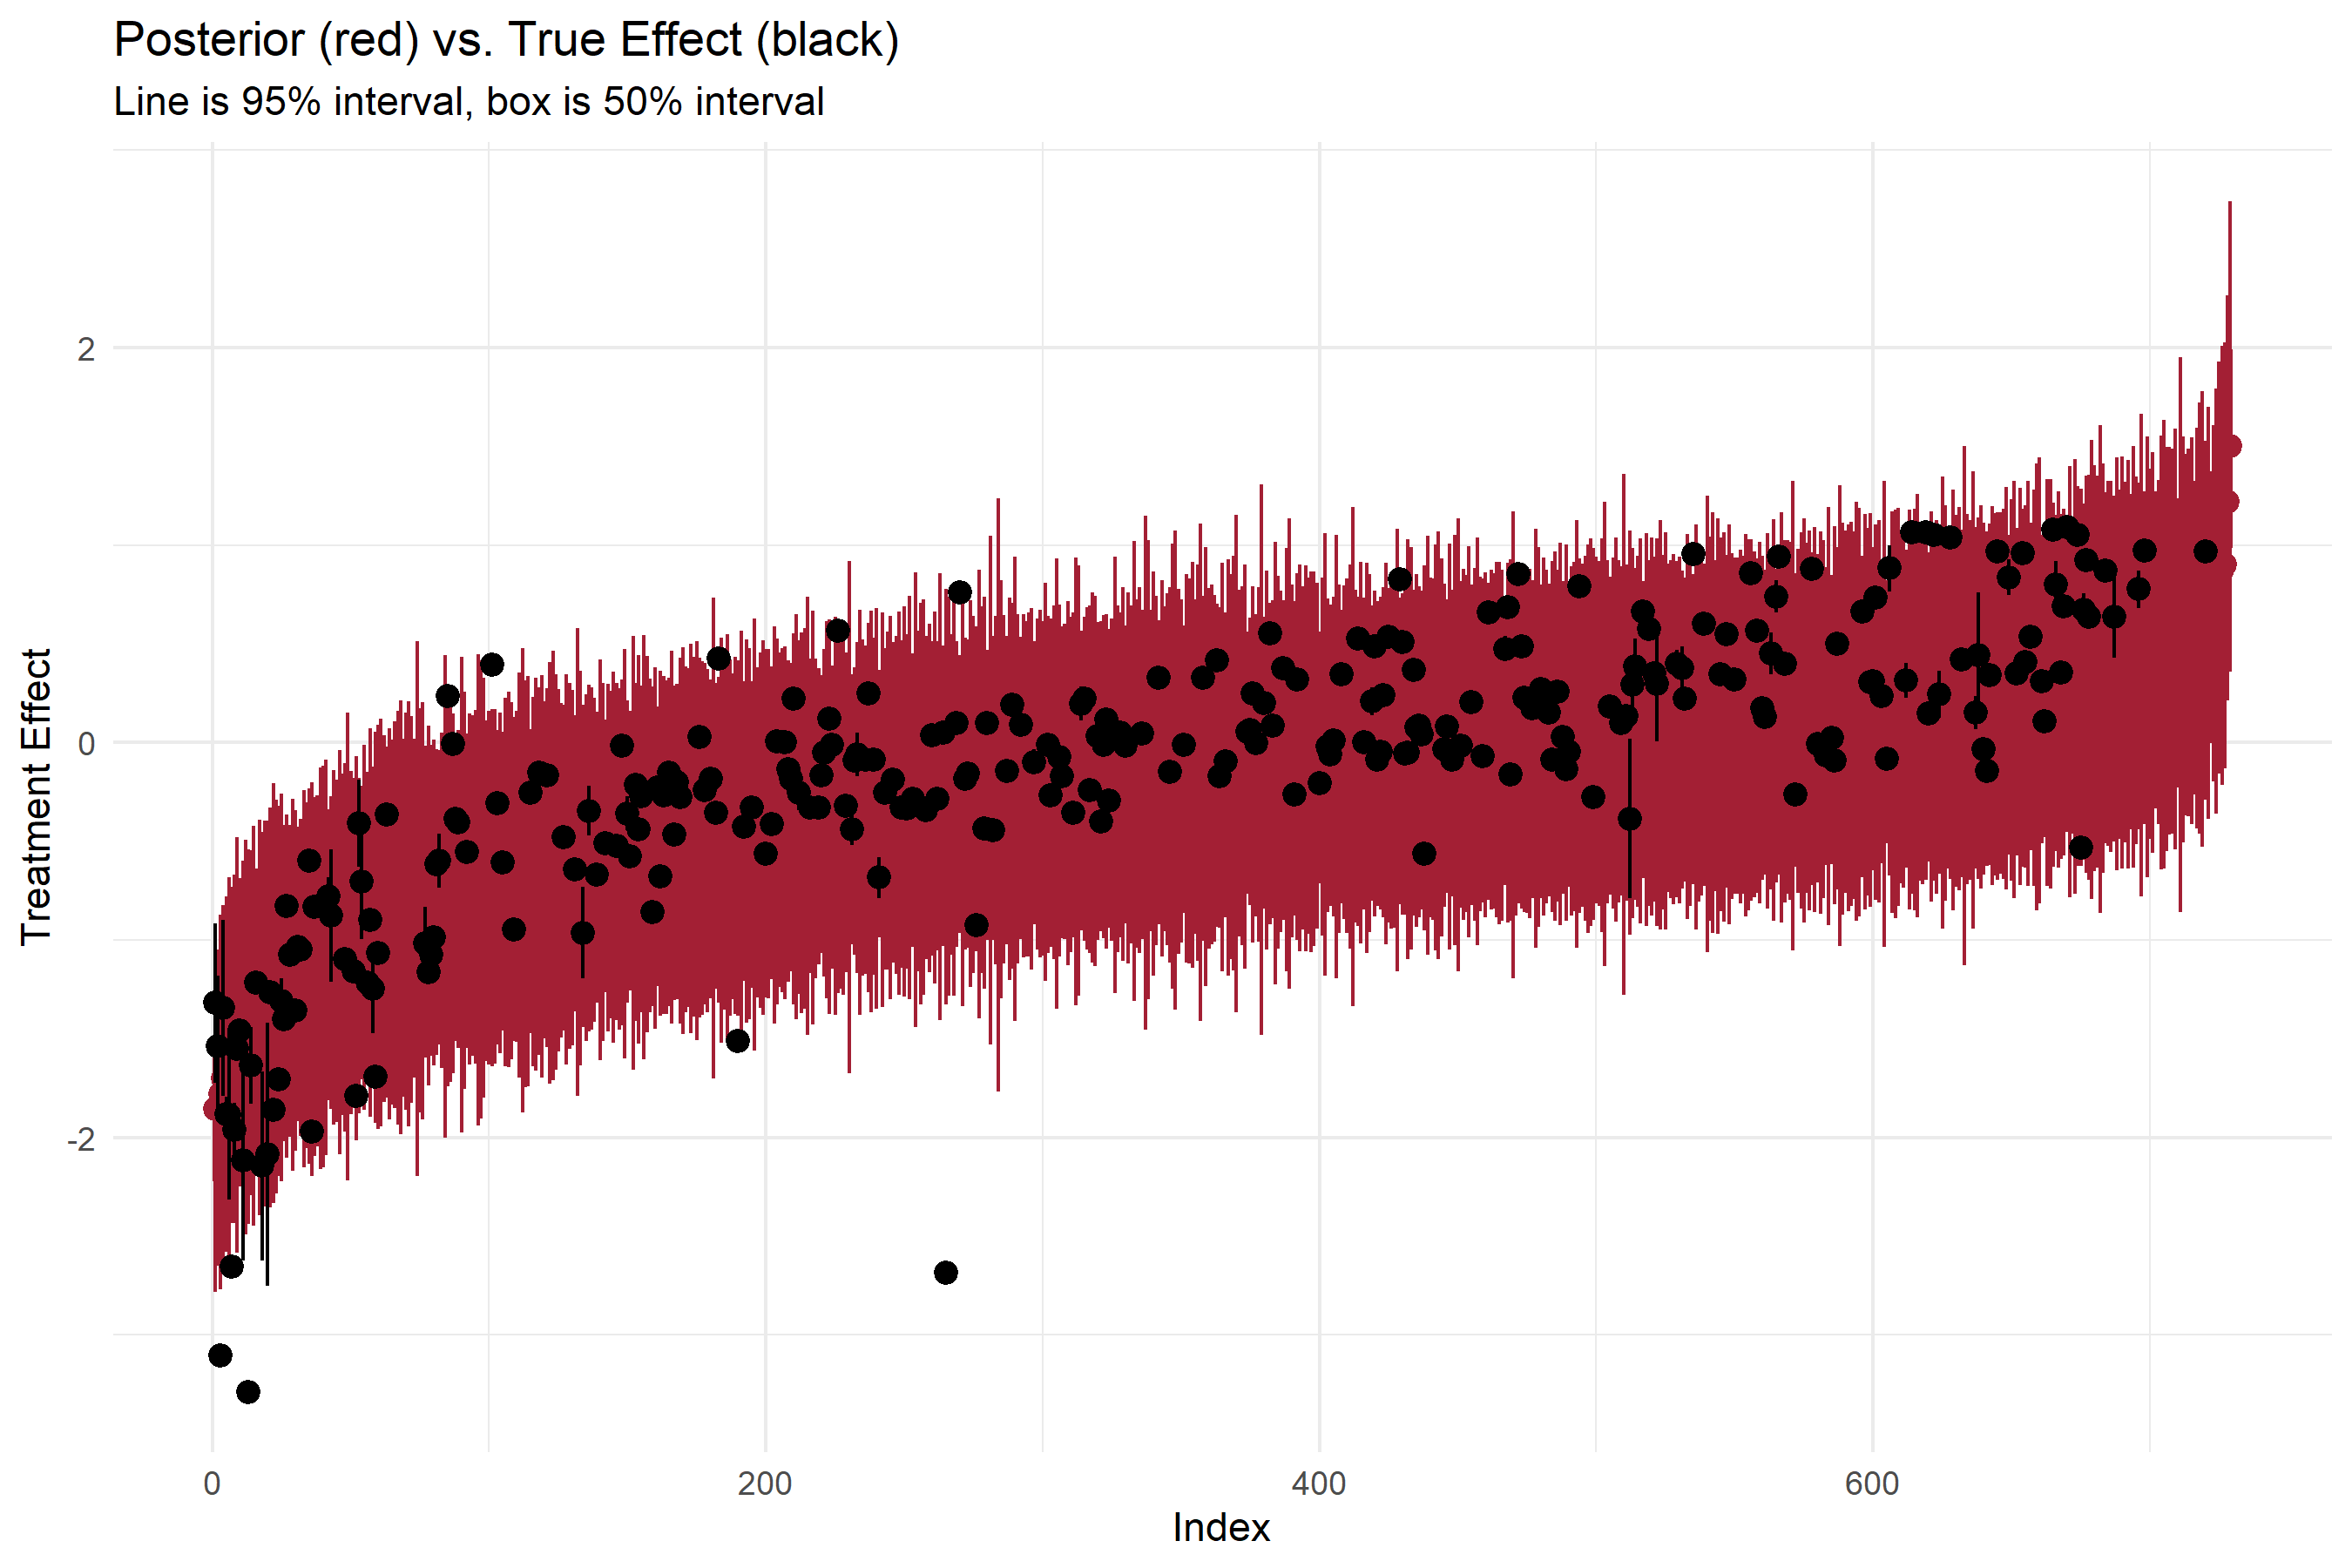 Posterior (red) vs. True Effect (black)
Line is 95% interval, box is 50% interval
Treatment Effect
2
0
-2
0
200
400
600
Index